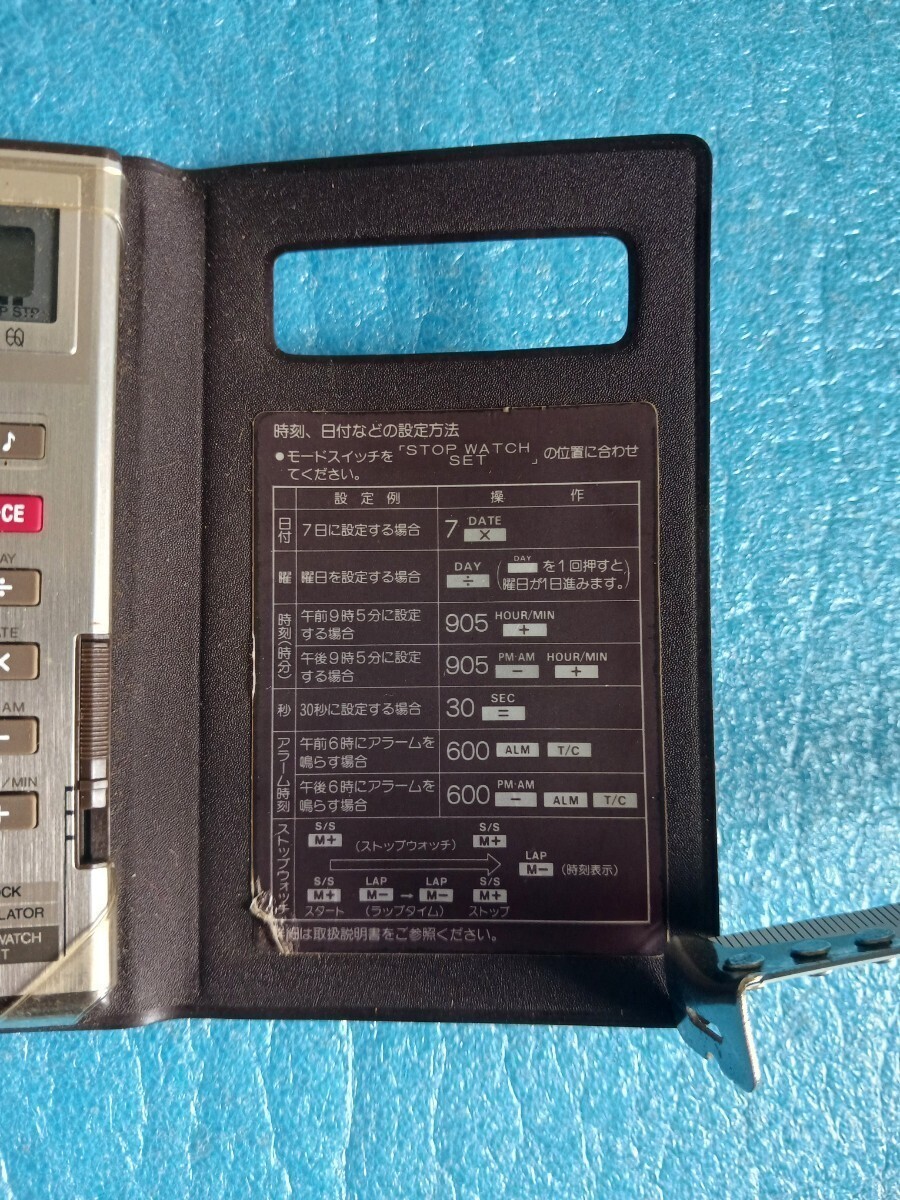 P STP
♪
CE
AY
÷
TE
×
AM
−
/MIN
+
OCK
LATOR
WATCH
T
時刻、日付などの設定方法
●モードスイッチを「STOP WATCH SET」の位置に合わせ
てください。
設定例 操作
日付 7日に設定する場合 7 DATE ×
曜 曜日を設定する場合 DAY ÷ (DAY を1回押すと
曜日が1日進みます。)
時刻(時分) 午前9時5分に設定
する場合 905 HOUR/MIN +
午後9時5分に設定
する場合 905 PM·AM − HOUR/MIN +
秒 30秒に設定する場合 30 SEC =
アラーム時刻 午前6時にアラームを
鳴らす場合 600 ALM T/C
午後6時にアラームを
鳴らす場合 600 PM·AM − ALM T/C
ストップウォッチ
S/S M+ (ストップウォッチ) S/S M+
LAP M− (時刻表示)
S/S M+ LAP M− → LAP M− S/S M+
スタート (ラップタイム) ストップ
細は取扱説明書をご参照ください。